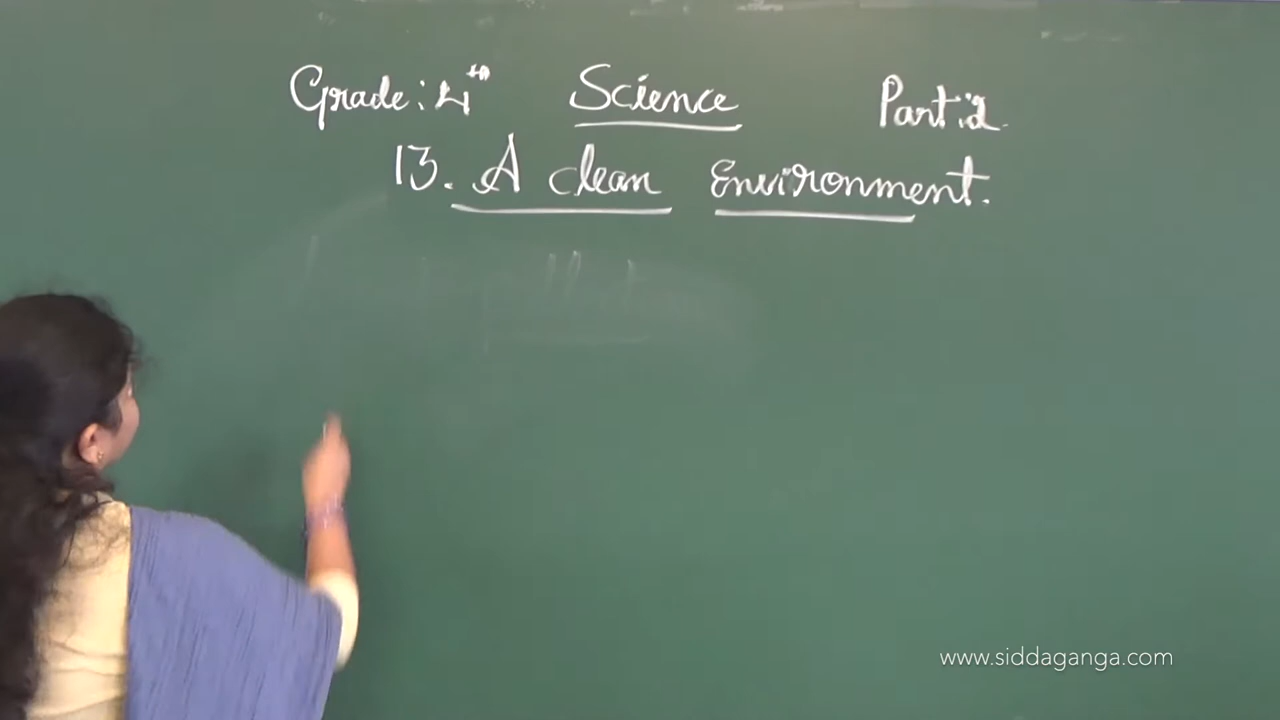 Grade: 4th Science Part:2.
13. A clean Environment.
www.siddaganga.com